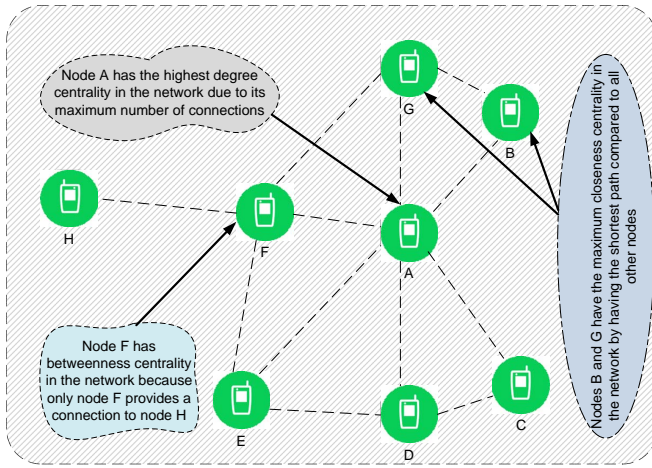 Node A has the highest degree
centrality in the network due to its
maximum number of connections
G
B
H
F
A
Nodes B and G have the maximum closeness centrality in
the network by having the shortest path compared to all
other nodes
Node F has
betweenness centrality
in the network because
only node F provides a
connection to node H
E
D
C